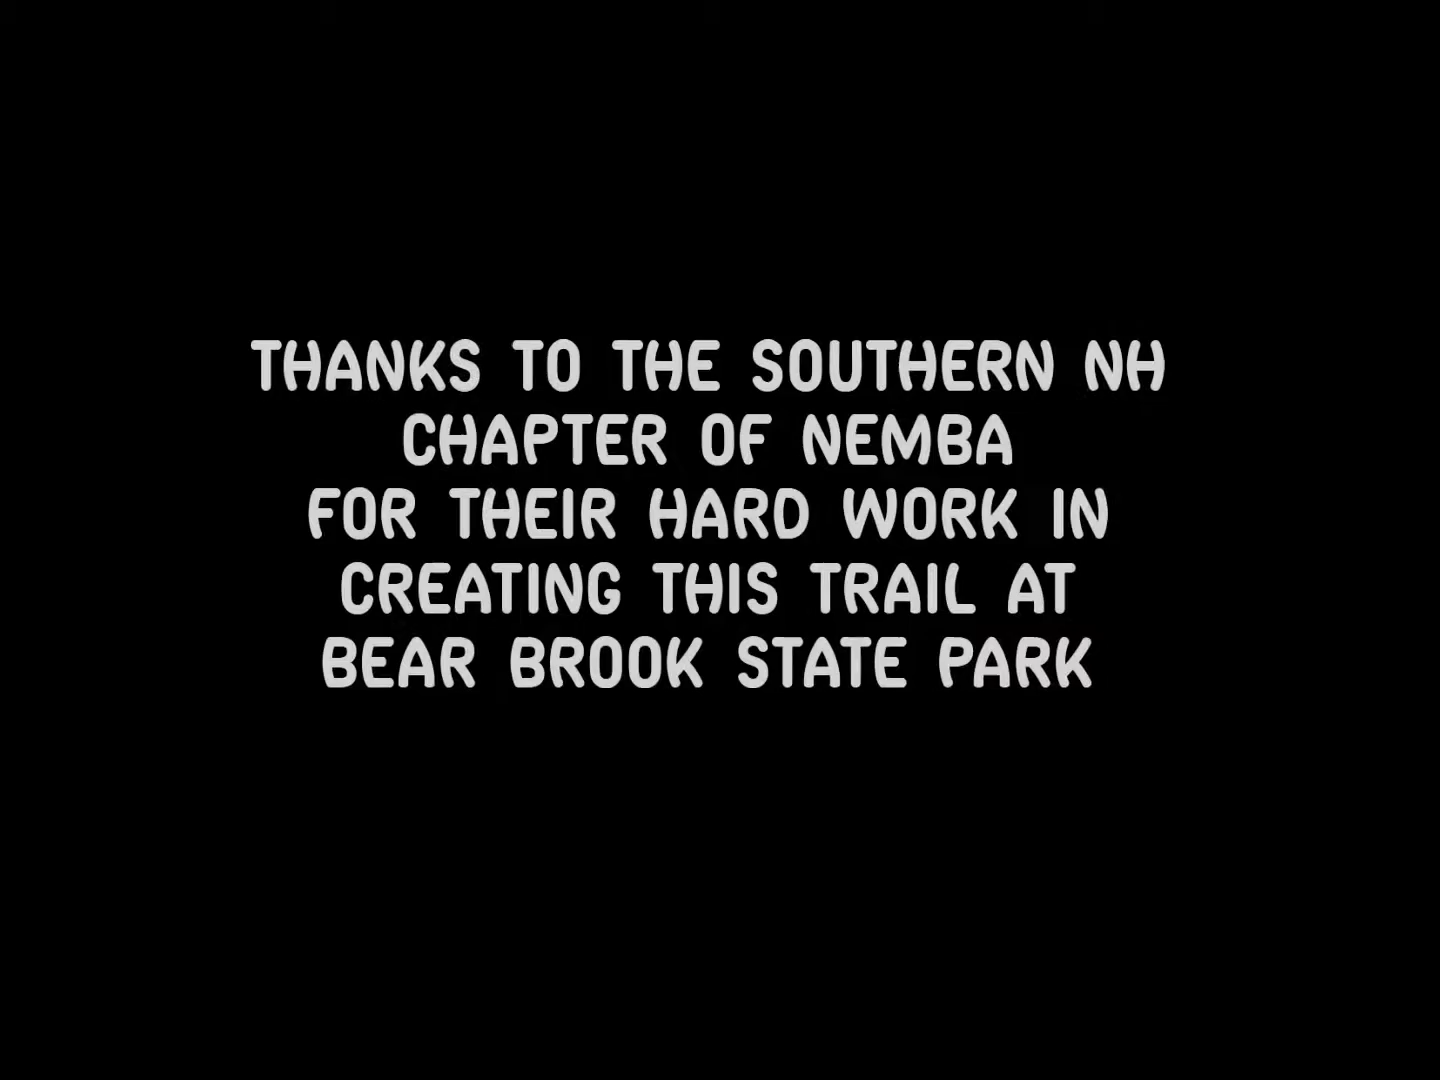 THANKS TO THE SOUTHERN NH
CHAPTER OF NEMBA
FOR THEIR HARD WORK IN
CREATING THIS TRAIL AT
BEAR BROOK STATE PARK